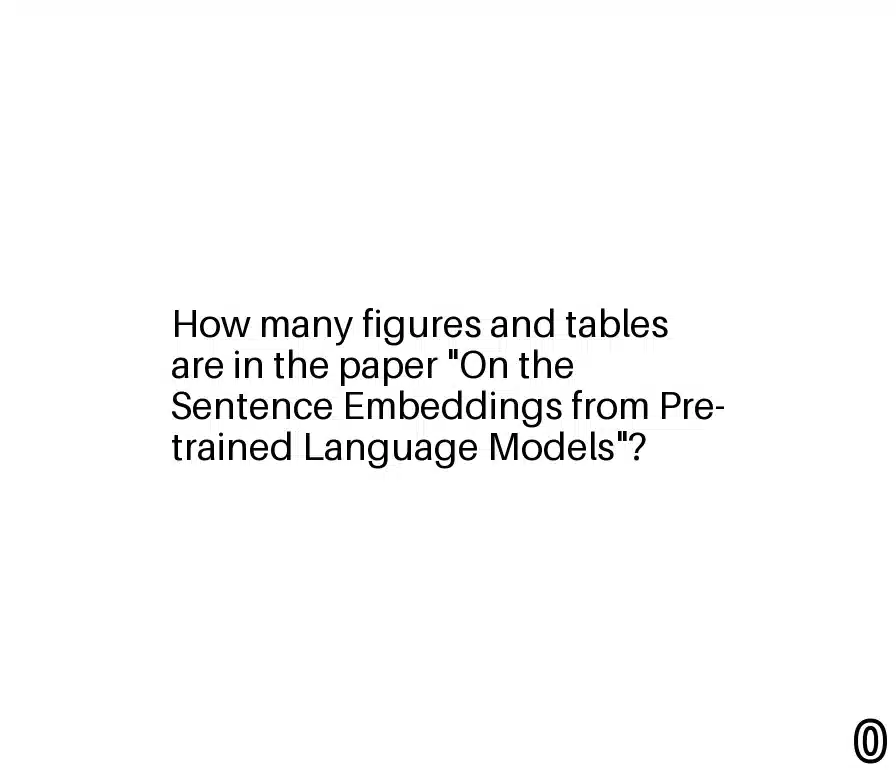 How many figures and tables
are in the paper "On the
Sentence Embeddings from Pre-
trained Language Models"?
0